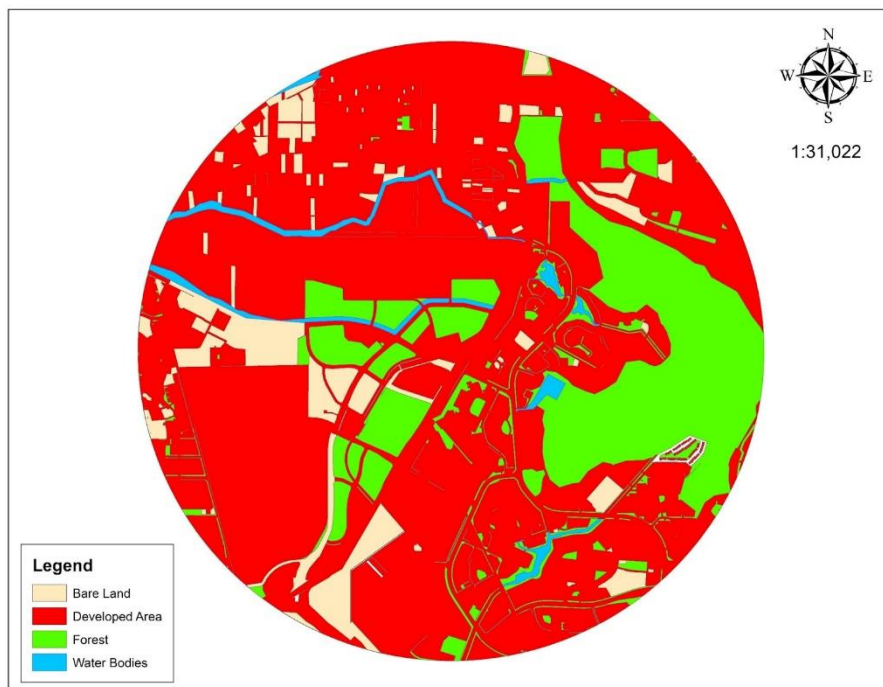 N
W E
S
1:31,022
Legend
Bare Land
Developed Area
Forest
Water Bodies